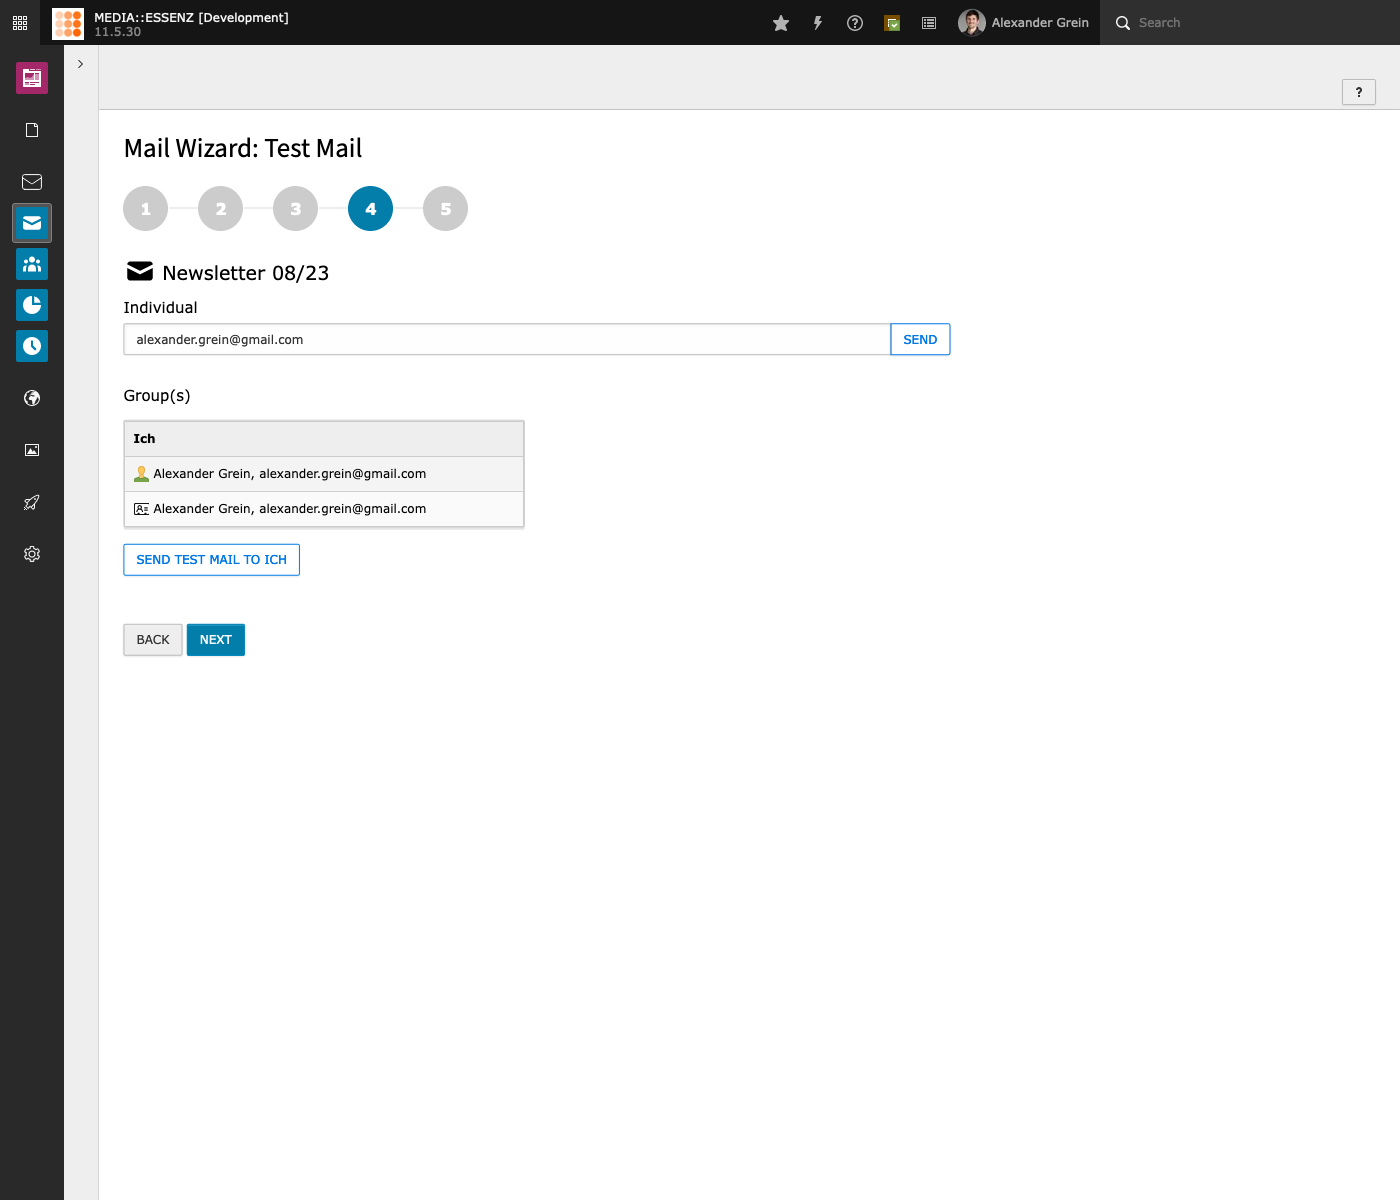 MEDIA::ESSENZ [Development]
11.5.30
Alexander Grein
Search
?
Mail Wizard: Test Mail
1
2
3
4
5
Newsletter 08/23
Individual
alexander.grein@gmail.com
SEND
Group(s)
Ich
Alexander Grein, alexander.grein@gmail.com
Alexander Grein, alexander.grein@gmail.com
SEND TEST MAIL TO ICH
BACK
NEXT